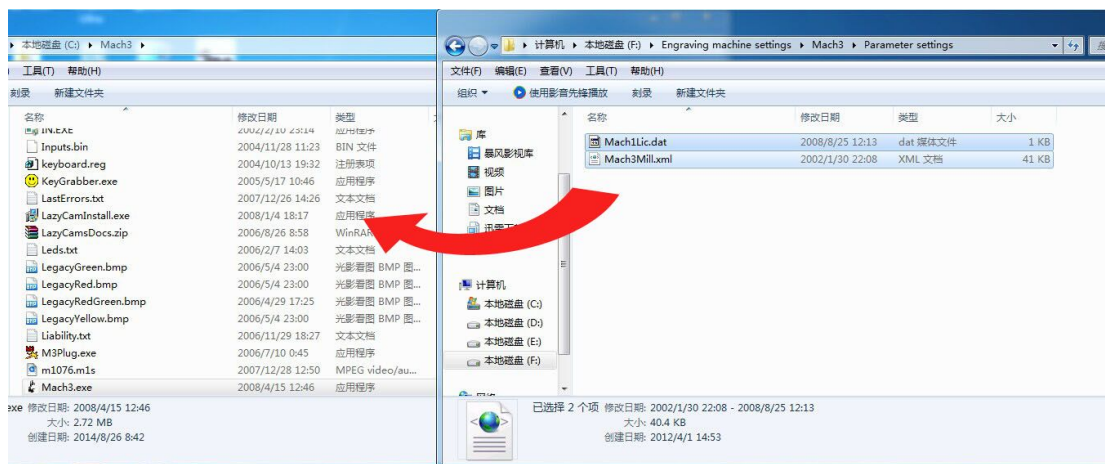 本地磁盘 (C:) ▸ Mach3 ▸
工具(T) 帮助(H)
刻录 新建文件夹
名称 修改日期 类型
IN.EXE 2002/2/10 23:14 应用程序
Inputs.bin 2004/11/28 11:23 BIN 文件
keyboard.reg 2004/10/13 19:32 注册表项
KeyGrabber.exe 2005/5/17 10:46 应用程序
LastErrors.txt 2007/12/26 14:26 文本文档
LazyCamInstall.exe 2008/1/4 18:17 应用程序
LazyCamsDocs.zip 2006/8/26 8:58 WinRAR
Leds.txt 2006/2/7 14:03 文本文档
LegacyGreen.bmp 2006/5/4 23:00 光影看图 BMP 图...
LegacyRed.bmp 2006/5/4 23:00 光影看图 BMP 图...
LegacyRedGreen.bmp 2006/4/29 17:25 光影看图 BMP 图...
LegacyYellow.bmp 2006/5/4 23:00 光影看图 BMP 图...
Liability.txt 2006/11/29 18:27 文本文档
M3Plug.exe 2006/7/10 0:45 应用程序
m1076.m1s 2007/12/28 12:50 MPEG video/au...
Mach3.exe 2008/4/15 12:46 应用程序
exe 修改日期: 2008/4/15 12:46
大小: 2.72 MB
创建日期: 2014/8/26 8:42
计算机 ▸ 本地磁盘 (F:) ▸ Engraving machine settings ▸ Mach3 ▸ Parameter settings
文件(F) 编辑(E) 查看(V) 工具(T) 帮助(H)
组织 使用影音先锋播放 刻录 新建文件夹
名称 修改日期 类型 大小
Mach1Lic.dat 2008/8/25 12:13 dat 媒体文件 1 KB
Mach3Mill.xml 2002/1/30 22:08 XML 文档 41 KB
库
暴风影视库
视频
图片
文档
计算机
本地磁盘 (C:)
本地磁盘 (D:)
本地磁盘 (E:)
本地磁盘 (F:)
已选择 2 个项 修改日期: 2002/1/30 22:08 - 2008/8/25 12:13
大小: 40.4 KB
创建日期: 2012/4/1 14:53